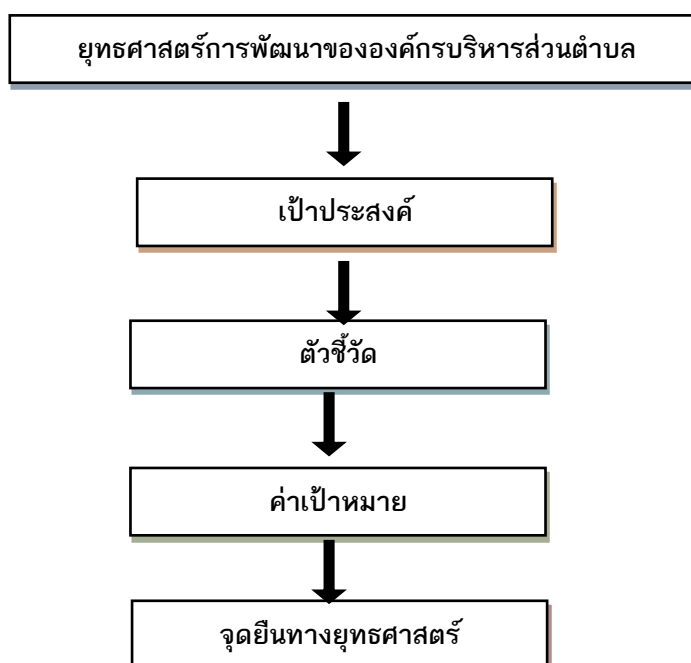 ยุทธศาสตร์การพัฒนาขององค์กรบริหารส่วนตำบล
เป้าประสงค์
ตัวชี้วัด
ค่าเป้าหมาย
จุดยืนทางยุทธศาสตร์